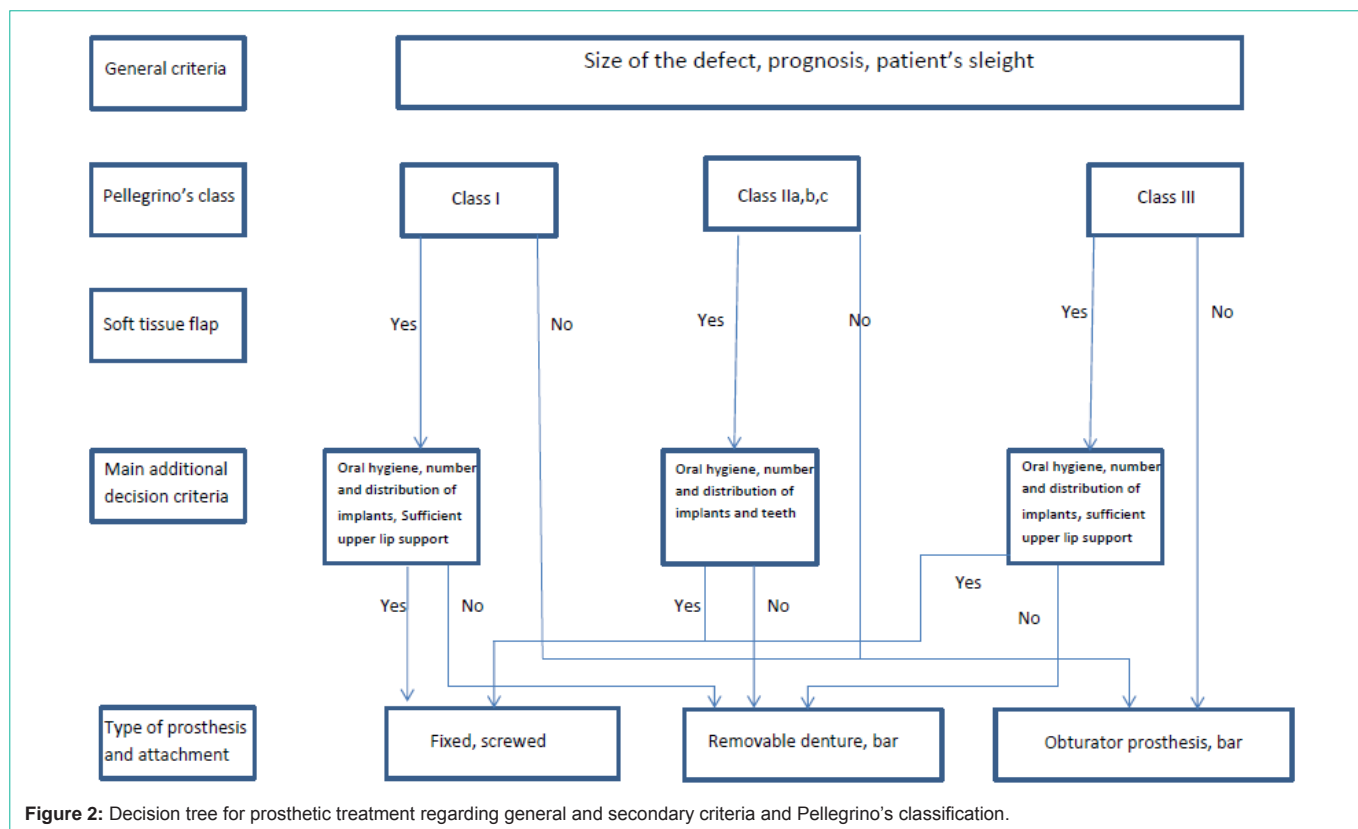 General criteria
Size of the defect, prognosis, patient's sleight
Pellegrino's class
Class I
Class IIa,b,c
Class III
Soft tissue flap
Yes
No
Yes
No
Yes
No
Main additional
decision criteria
Oral hygiene, number
and distribution of
implants, Sufficient
upper lip support
Oral hygiene, number
and distribution of
implants and teeth
Oral hygiene, number
and distribution of
implants, sufficient
upper lip support
Yes
No
Yes
No
Yes
No
Type of prosthesis
and attachment
Fixed, screwed
Removable denture, bar
Obturator prosthesis, bar
Figure 2: Decision tree for prosthetic treatment regarding general and secondary criteria and Pellegrino's classification.